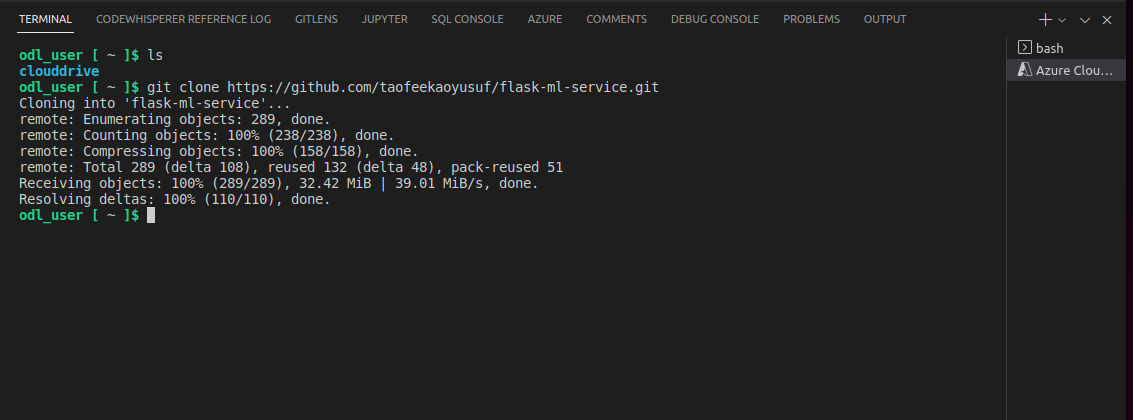 TERMINAL CODEWHISPERER REFERENCE LOG GITLENS JUPYTER SQL CONSOLE AZURE COMMENTS DEBUG CONSOLE PROBLEMS OUTPUT
odl_user [ ~ ]$ ls
clouddrive
odl_user [ ~ ]$ git clone https://github.com/taofeekaoyusuf/flask-ml-service.git
Cloning into 'flask-ml-service'...
remote: Enumerating objects: 289, done.
remote: Counting objects: 100% (238/238), done.
remote: Compressing objects: 100% (158/158), done.
remote: Total 289 (delta 108), reused 132 (delta 48), pack-reused 51
Receiving objects: 100% (289/289), 32.42 MiB | 39.01 MiB/s, done.
Resolving deltas: 100% (110/110), done.
odl_user [ ~ ]$
bash
Azure Clou...